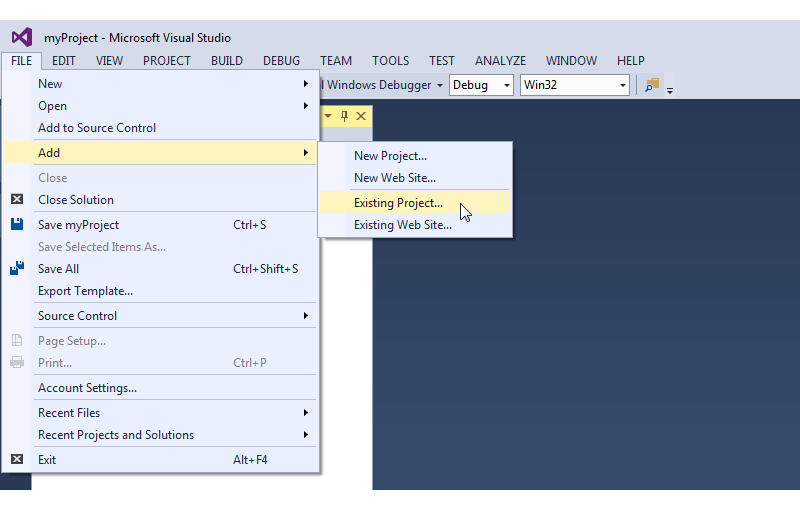 myProject - Microsoft Visual Studio
FILE EDIT VIEW PROJECT BUILD DEBUG TEAM TOOLS TEST ANALYZE WINDOW HELP
Windows Debugger Debug Win32
New
Open
Add to Source Control
Add
Close
Close Solution
Save myProject Ctrl+S
Save Selected Items As...
Save All Ctrl+Shift+S
Export Template...
Source Control
Page Setup...
Print... Ctrl+P
Account Settings...
Recent Files
Recent Projects and Solutions
Exit Alt+F4
New Project...
New Web Site...
Existing Project...
Existing Web Site...